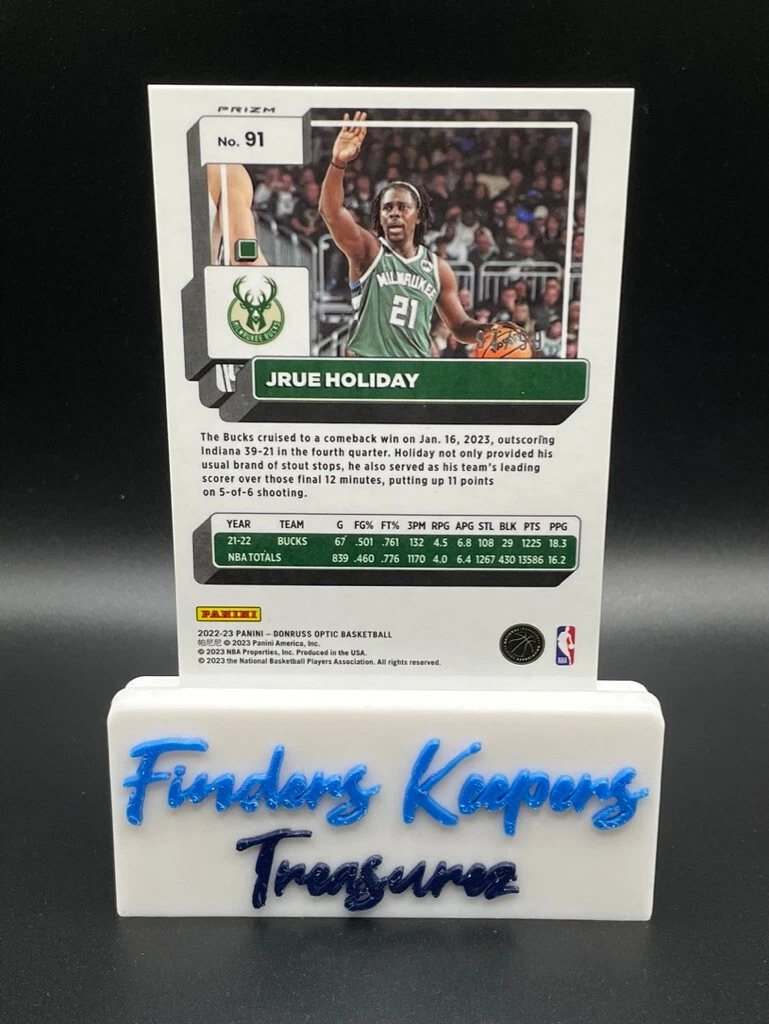 PRIZM
No. 91
MILWAUKEE
21
MILWAUKEE BUCKS
JRUE HOLIDAY
The Bucks cruised to a comeback win on Jan. 16, 2023, outscoring
Indiana 39-21 in the fourth quarter. Holiday not only provided his
usual brand of stout stops, he also served as his team's leading
scorer over those final 12 minutes, putting up 11 points
on 5-of-6 shooting.
YEAR TEAM G FG% FT% 3PM RPG APG STL BLK PTS PPG
21-22 BUCKS 67 .501 .761 132 4.5 6.8 108 29 1225 18.3
NBA TOTALS 839 .460 .776 1170 4.0 6.4 1267 430 13586 16.2
PANINI
2022-23 PANINI – DONRUSS OPTIC BASKETBALL
帕尼尼 © 2023 Panini America, Inc.
© 2023 NBA Properties, Inc. Produced in the USA.
© 2023 the National Basketball Players Association. All rights reserved.
NBA
Finders Keepers
Treasurez